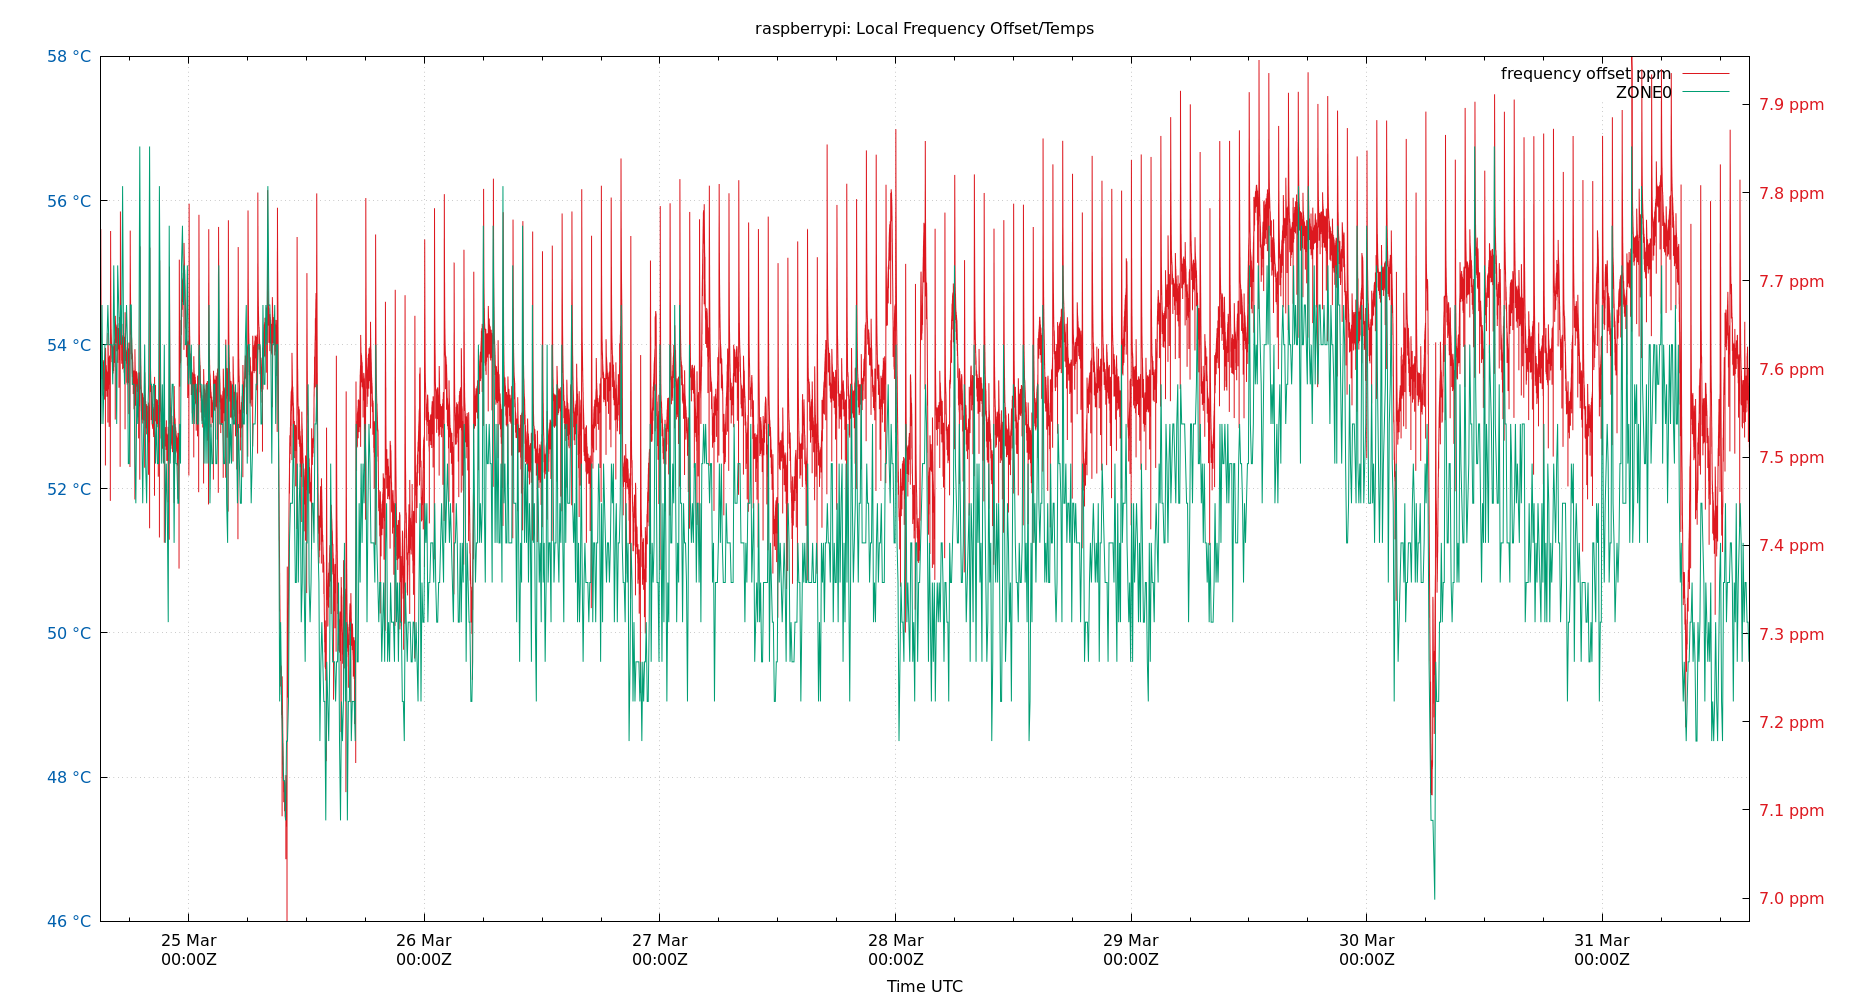 raspberrypi: Local Frequency Offset/Temps
58 °C
56 °C
54 °C
52 °C
50 °C
48 °C
46 °C
frequency offset ppm
ZONE0
7.9 ppm
7.8 ppm
7.7 ppm
7.6 ppm
7.5 ppm
7.4 ppm
7.3 ppm
7.2 ppm
7.1 ppm
7.0 ppm
25 Mar
00:00Z
26 Mar
00:00Z
27 Mar
00:00Z
28 Mar
00:00Z
29 Mar
00:00Z
30 Mar
00:00Z
31 Mar
00:00Z
Time UTC